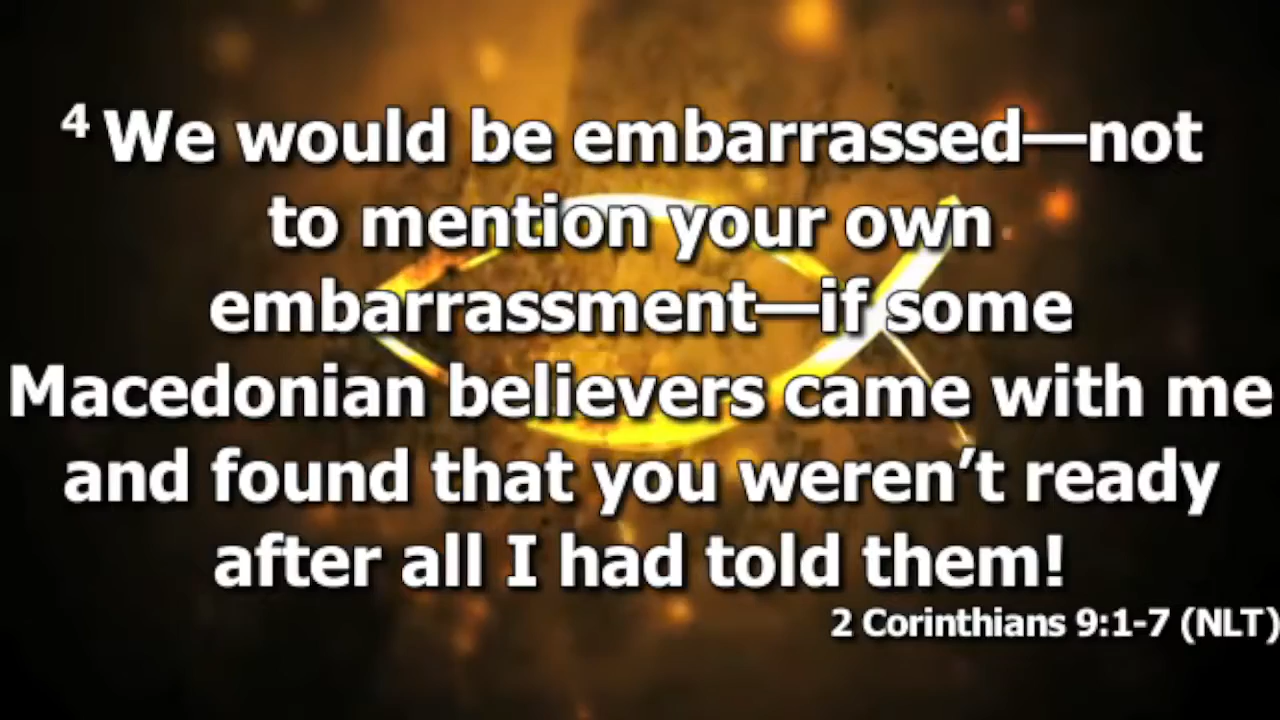 ⁴ We would be embarrassed—not
to mention your own
embarrassment—if some
Macedonian believers came with me
and found that you weren’t ready
after all I had told them!
2 Corinthians 9:1-7 (NLT)